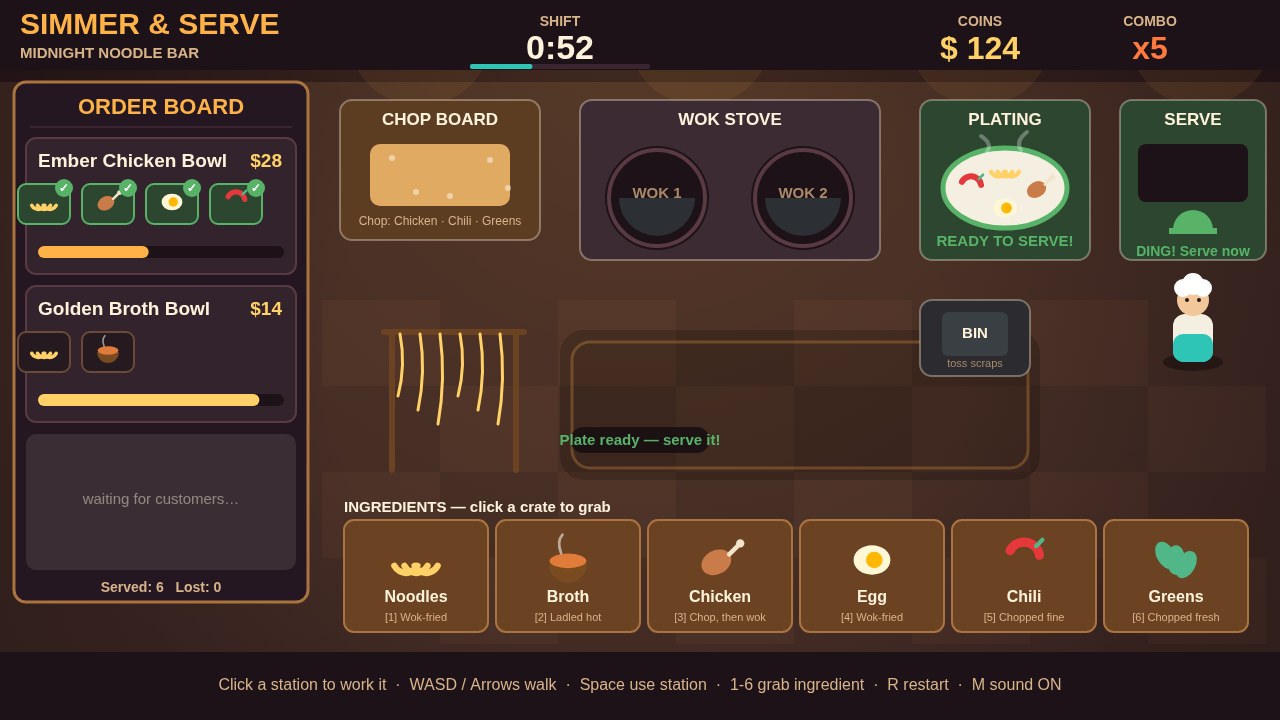 SIMMER & SERVE
MIDNIGHT NOODLE BAR
SHIFT
0:52
COINS
$ 124
COMBO
x5
ORDER BOARD
Ember Chicken Bowl $28
Golden Broth Bowl $14
waiting for customers…
Served: 6 Lost: 0
CHOP BOARD
Chop: Chicken · Chili · Greens
WOK STOVE
WOK 1
WOK 2
PLATING
READY TO SERVE!
SERVE
DING! Serve now
BIN
toss scraps
Plate ready — serve it!
INGREDIENTS — click a crate to grab
Noodles
[1] Wok-fried
Broth
[2] Ladled hot
Chicken
[3] Chop, then wok
Egg
[4] Wok-fried
Chili
[5] Chopped fine
Greens
[6] Chopped fresh
Click a station to work it · WASD / Arrows walk · Space use station · 1-6 grab ingredient · R restart · M sound ON